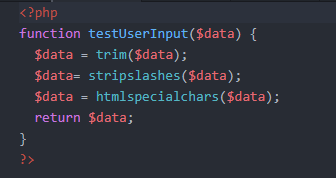 <?php
function testUserInput($data) {
  $data = trim($data);
  $data= stripslashes($data);
  $data = htmlspecialchars($data);
  return $data;
}
?>